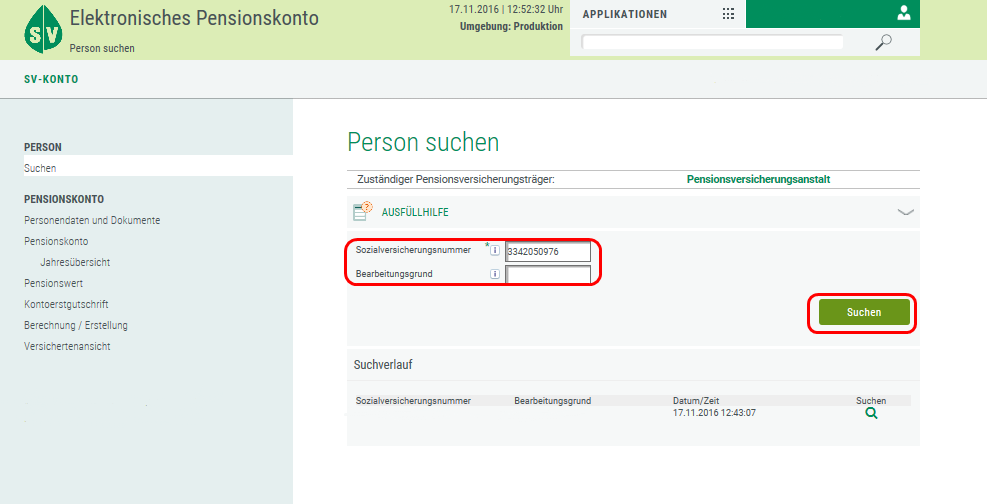 SV
Elektronisches Pensionskonto
Person suchen
17.11.2016 | 12:52:32 Uhr
Umgebung: Produktion
APPLIKATIONEN
SV-KONTO
PERSON
Suchen
PENSIONSKONTO
Personendaten und Dokumente
Pensionskonto
Jahresübersicht
Pensionswert
Kontoerstgutschrift
Berechnung / Erstellung
Versichertenansicht
Person suchen
Zuständiger Pensionsversicherungsträger: Pensionsversicherungsanstalt
? AUSFÜLLHILFE
Sozialversicherungsnummer * i 3342050976
Bearbeitungsgrund i
Suchen
Suchverlauf
Sozialversicherungsnummer Bearbeitungsgrund Datum/Zeit Suchen
17.11.2016 12:43:07